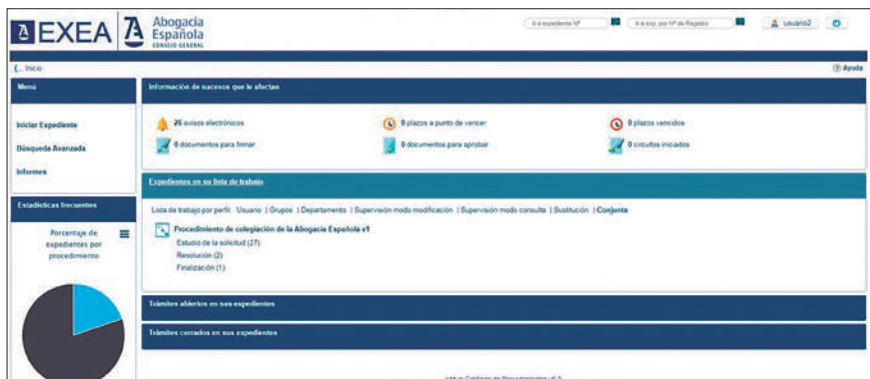 EXEA
Abogacía
Española
CONSEJO GENERAL
Ir a expediente Nº
Ir a exp. por Nº de Registro
usuario2
Inicio
Ayuda
Menú
Iniciar Expediente
Búsqueda Avanzada
Informes
Estadísticas frecuentes
Porcentaje de
expedientes por
procedimiento
Información de sucesos que le afectan
26 avisos electrónicos
0 plazos a punto de vencer
0 plazos vencidos
0 documentos para firmar
0 documentos para aprobar
0 circuitos iniciados
Expedientes en su lista de trabajo
Lista de trabajo por perfil: Usuario | Grupos | Departamento | Supervisión modo modificación | Supervisión modo consulta | Sustitución | Conjunta
Procedimiento de colegiación de la Abogacía Española v1
Estudio de la solicitud (27)
Resolución (2)
Finalización (1)
Trámites abiertos en sus expedientes
Trámites cerrados en sus expedientes
Catálogo de Procedimientos